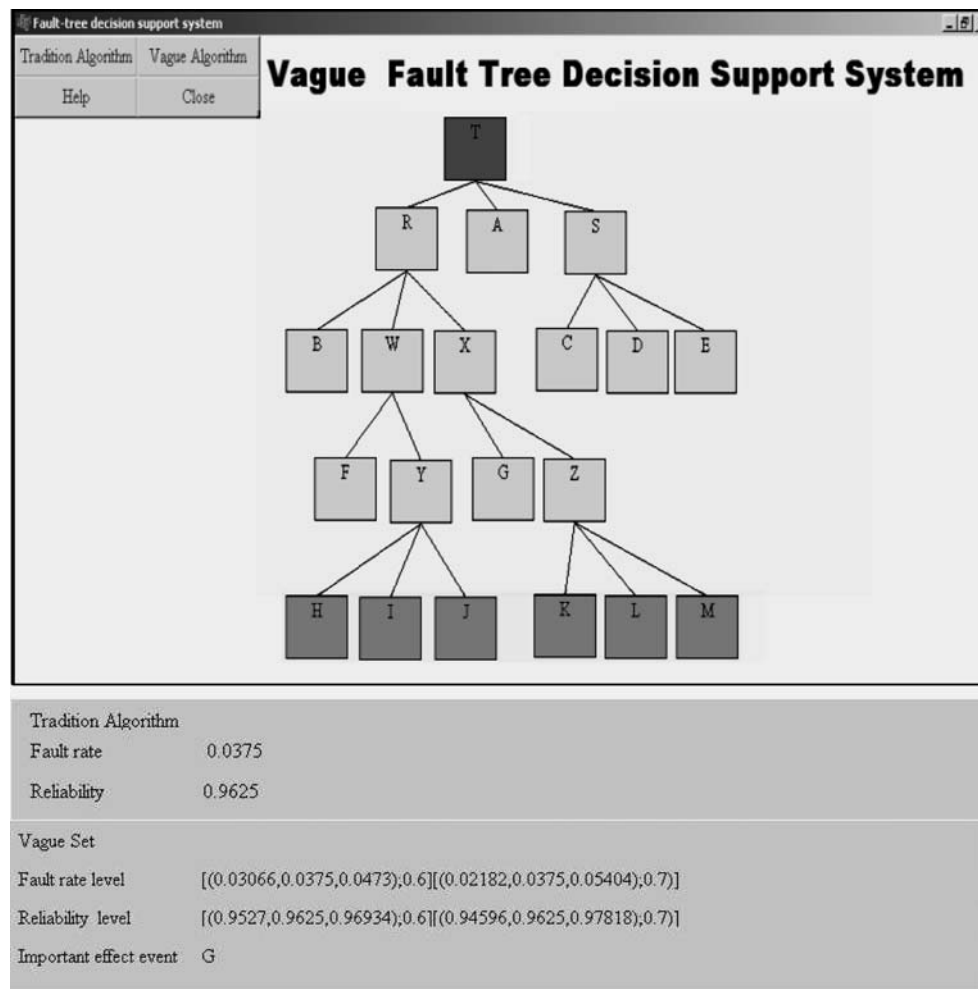 Fault-tree decision support system
Tradition Algorithm Vague Algorithm
Help Close
Vague Fault Tree Decision Support System
T
R A S
B W X C D E
F Y G Z
H I J K L M
Tradition Algorithm
Fault rate 0.0375
Reliability 0.9625
Vague Set
Fault rate level [(0.03066,0.0375,0.0473);0.6][(0.02182,0.0375,0.05404);0.7)]
Reliability level [(0.9527,0.9625,0.96934);0.6][(0.94596,0.9625,0.97818);0.7)]
Important effect event G